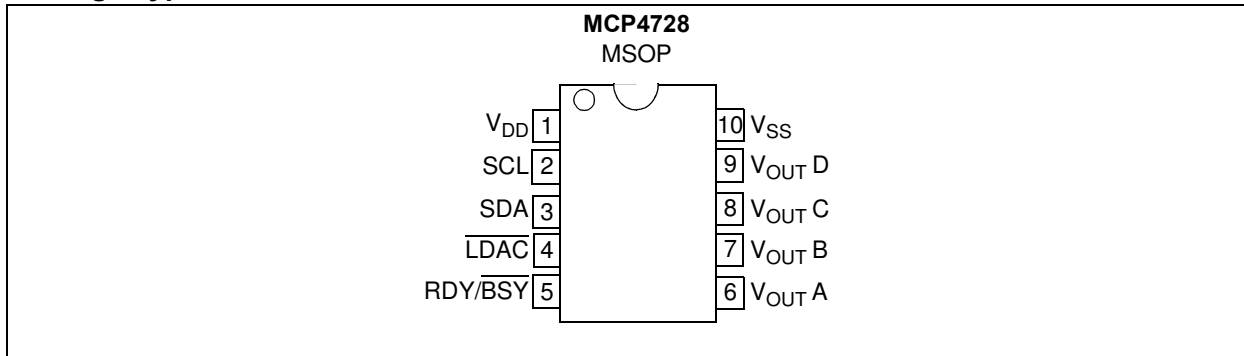 MCP4728
MSOP
VDD 1 10 VSS
SCL 2 9 VOUT D
SDA 3 8 VOUT C
LDAC 4 7 VOUT B
RDY/BSY 5 6 VOUT A